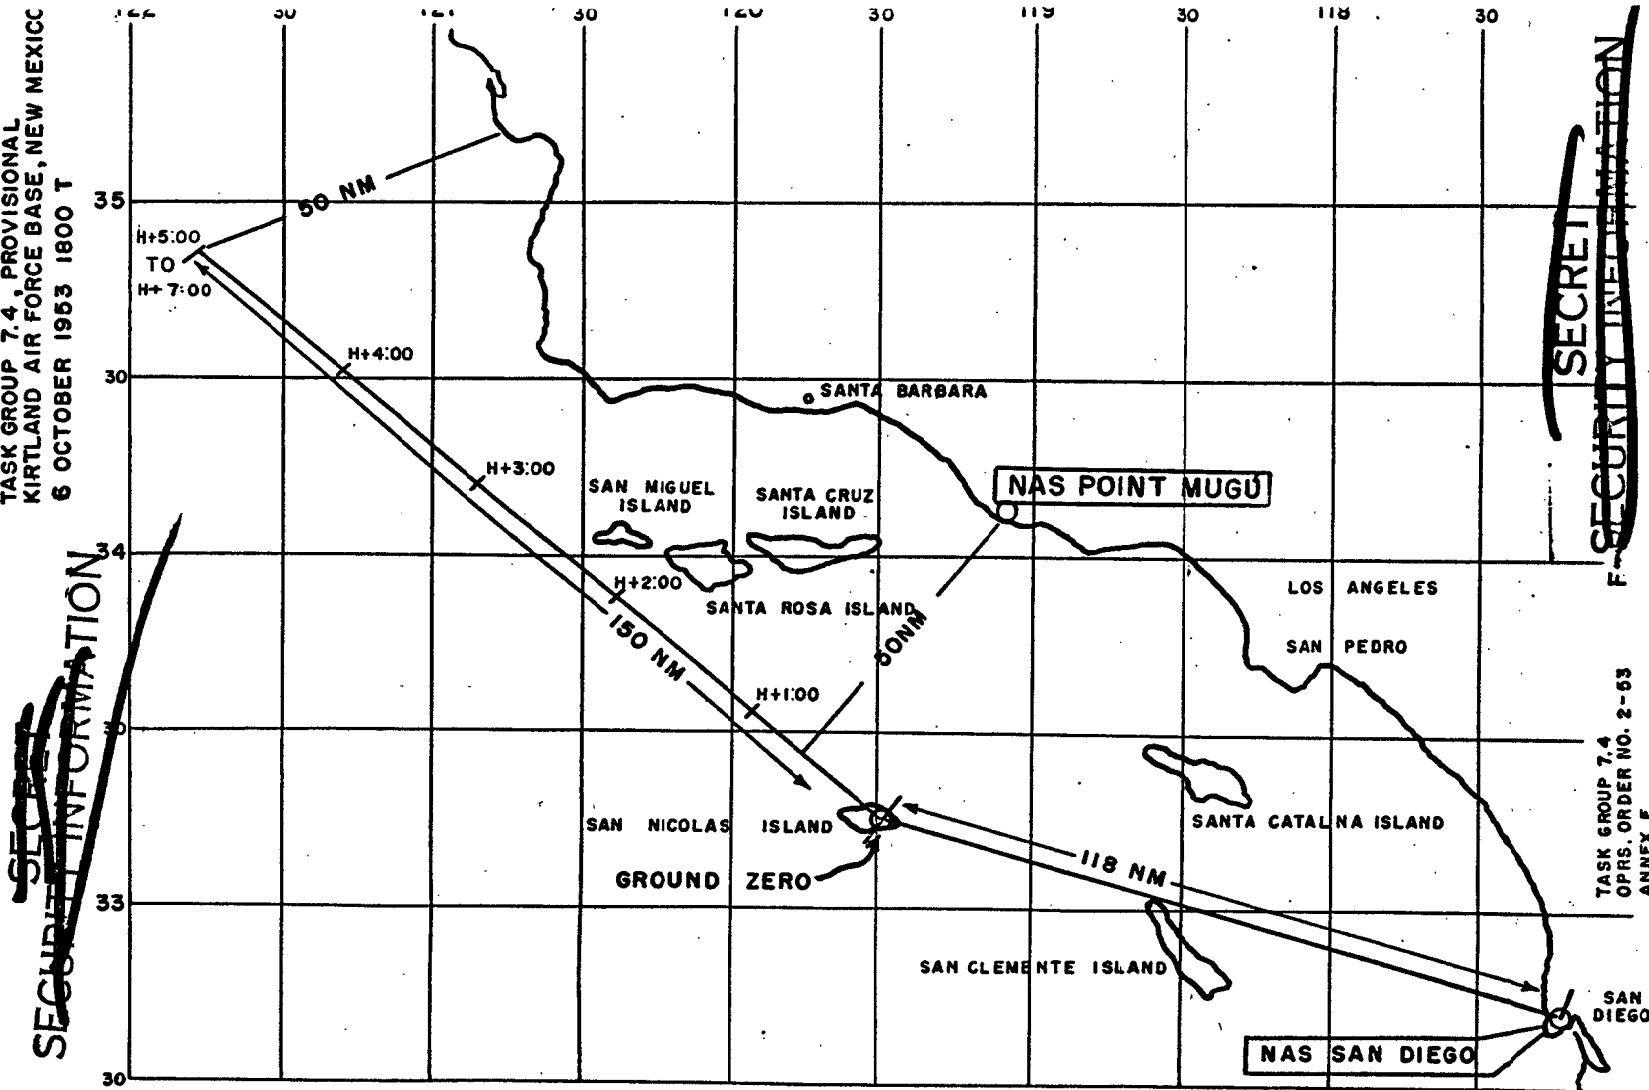 122 30 121 30 120 30 119 30 118 30
TASK GROUP 7.4, PROVISIONAL
KIRTLAND AIR FORCE BASE, NEW MEXICO
6 OCTOBER 1953 1800 T
SECRET
SECURITY INFORMATION
50 NM
35
H+5:00
TO
H+7:00
H+4:00
30
SANTA BARBARA
H+3:00
SAN MIGUEL
ISLAND
SANTA CRUZ
ISLAND
NAS POINT MUGU
34
H+2:00
SANTA ROSA ISLAND
LOS ANGELES
50NM
150 NM
SAN PEDRO
H+1:00
30
SAN NICOLAS ISLAND
SANTA CATALINA ISLAND
GROUND ZERO
118 NM
33
SAN CLEMENTE ISLAND
SAN
DIEGO
NAS SAN DIEGO
30
SECRET
SECURITY INFORMATION
TASK GROUP 7.4
OPRS. ORDER NO. 2-53